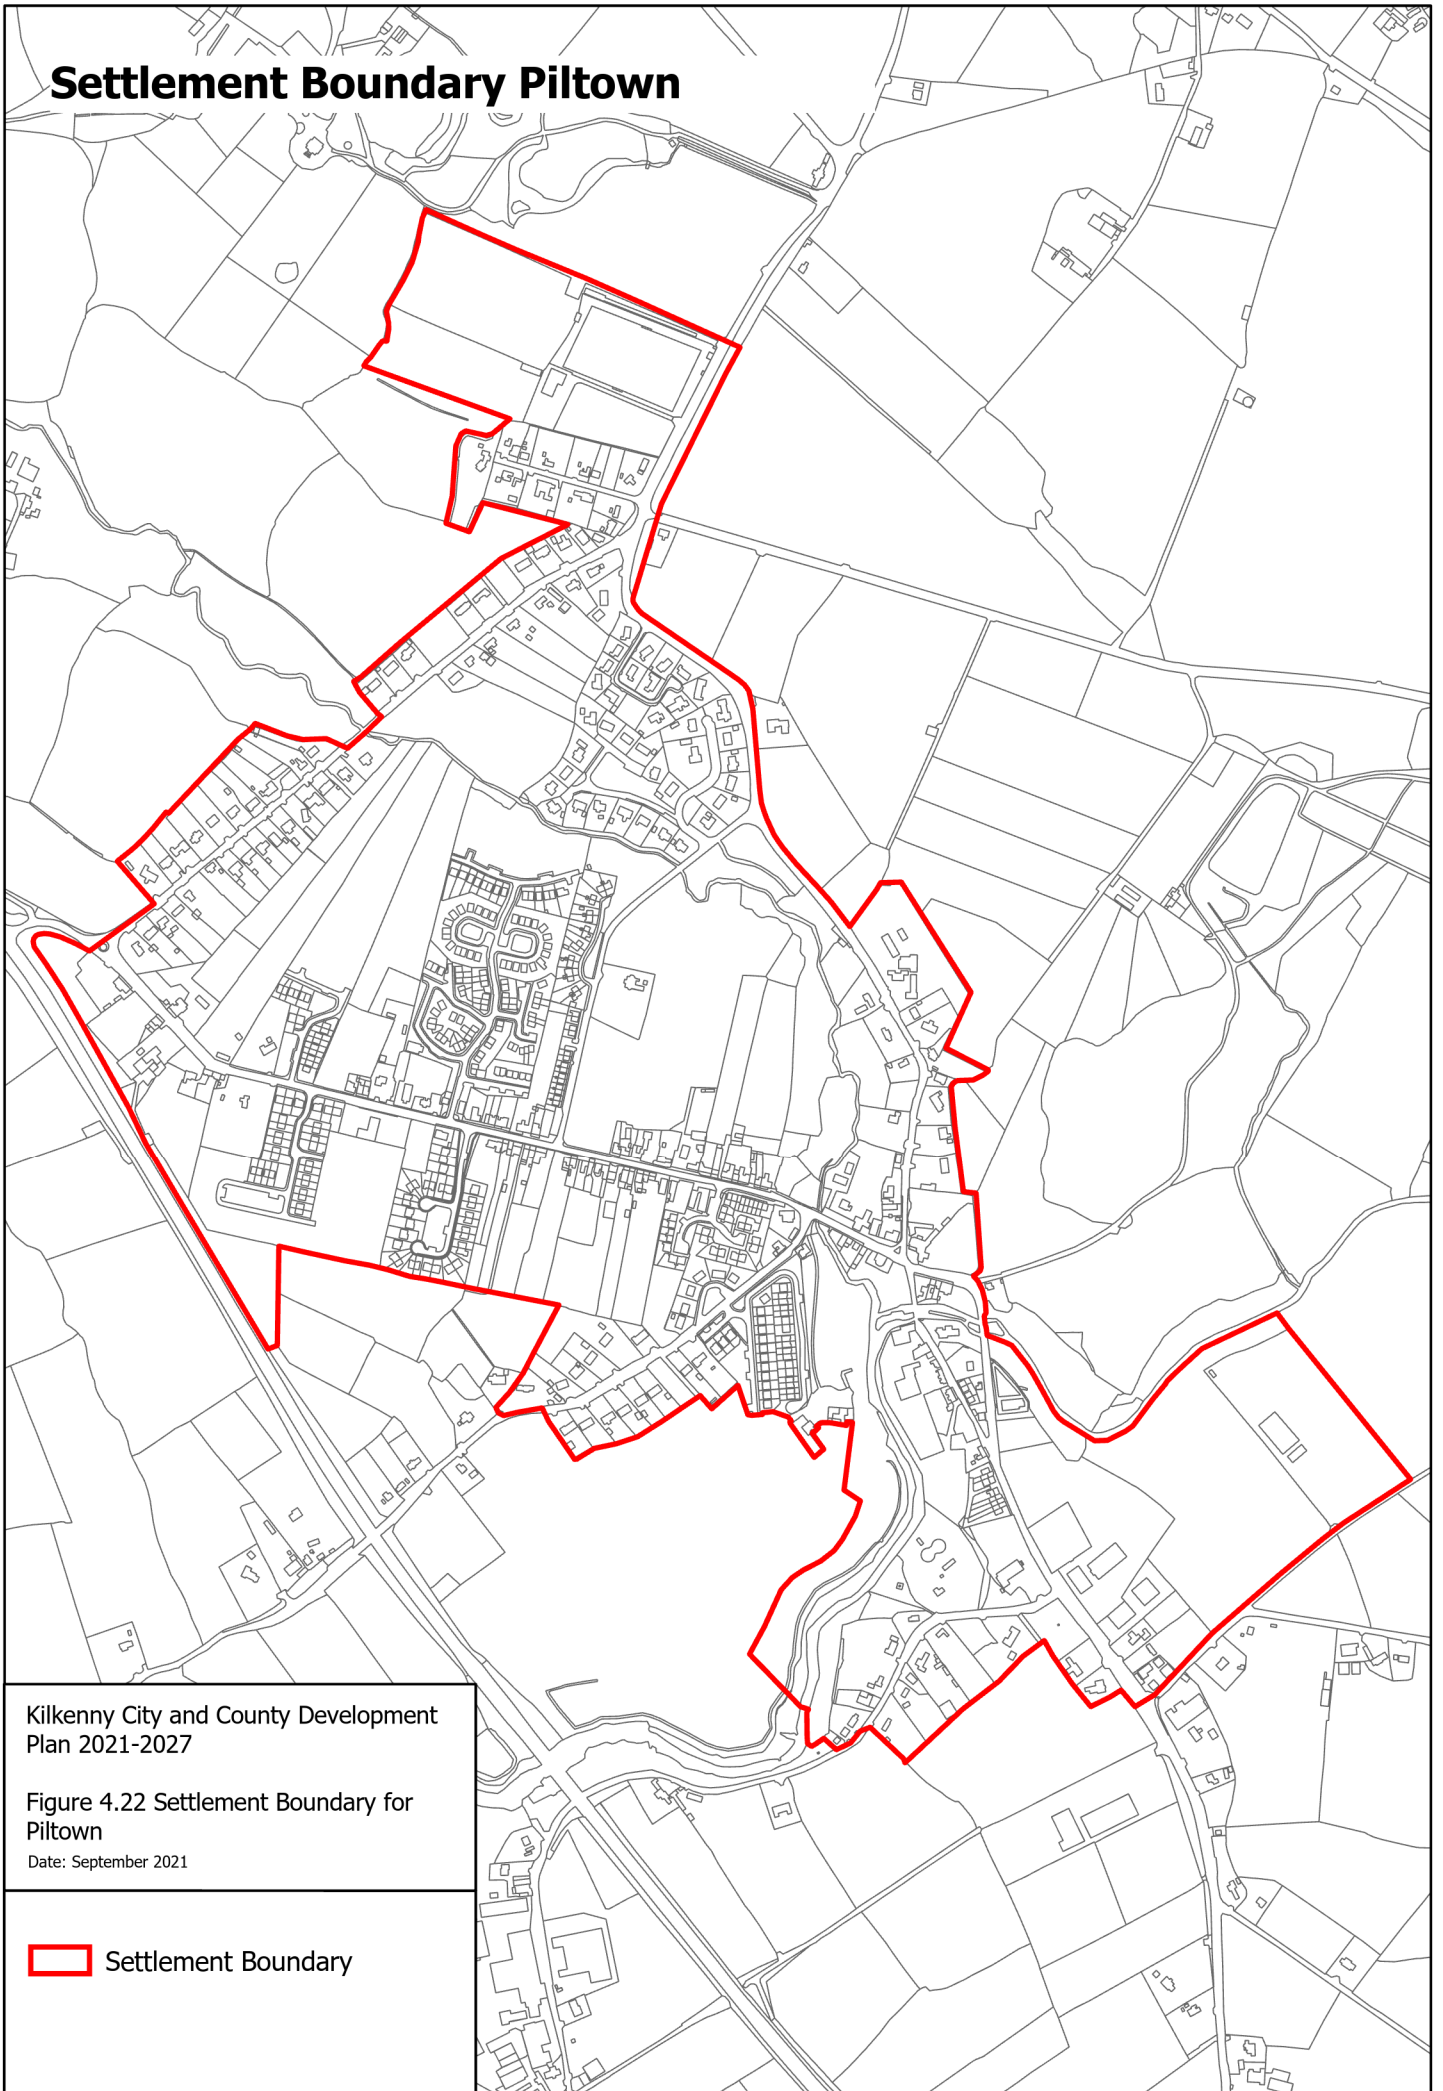 Settlement Boundary Piltown
Kilkenny City and County Development
Plan 2021-2027
Figure 4.22 Settlement Boundary for
Piltown
Date: September 2021
Settlement Boundary